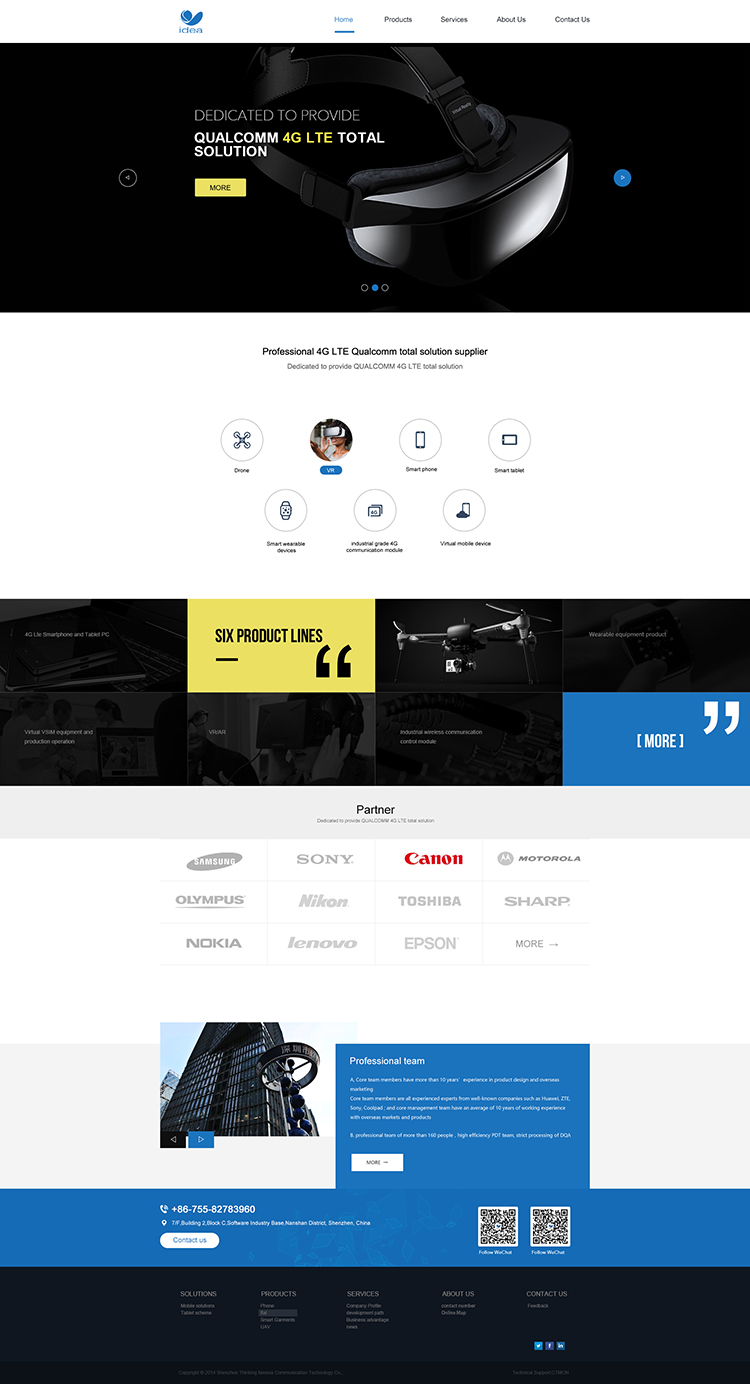 idea
Home Products Services About Us Contact Us
Virtual Reality
DEDICATED TO PROVIDE
QUALCOMM 4G LTE TOTAL
SOLUTION
MORE
Professional 4G LTE Qualcomm total solution supplier
Dedicated to provide QUALCOMM 4G LTE total solution
Drone VR Smart phone Smart tablet
4G
Smart wearable
devices
industrial grade 4G
communication module
Virtual mobile device
4G Lte Smartphone and Tablet PC
SIX PRODUCT LINES
“
Wearable equipment product
Virtual VSIM equipment and
production operation
VR/AR
Industrial wireless communication
control module
”
[ MORE ]
Partner
Dedicated to provide QUALCOMM 4G LTE total solution
SAMSUNG SONY Canon MOTOROLA
OLYMPUS Nikon TOSHIBA SHARP
NOKIA lenovo EPSON MORE →
深圳市
Professional team
A, Core team members have more than 10 years' experience in product design and overseas
marketing
Core team members are all experienced experts from well-known companies such as Huawei, ZTE,
Sony, Coolpad ; and core management team have an average of 10 years of working experience
with overseas markets and products
B, professional team of more than 160 people , high efficiency PDT team, strict processing of DQA
MORE →
+86-755-82783960
7/F,Building 2,Block C,Software Industry Base,Nanshan District, Shenzhen, China
Contact us
Follow WeChat Follow WeChat
SOLUTIONS PRODUCTS SERVICES ABOUT US CONTACT US
Mobile solutions Phone Company Profile contact number Feedback
Tablet scheme development path Online Map
Smart Garments Business advantage
UAV news
Copyright © 2014 Shenzhen Thinking Science Communication Technology Co.,
Technical Support: